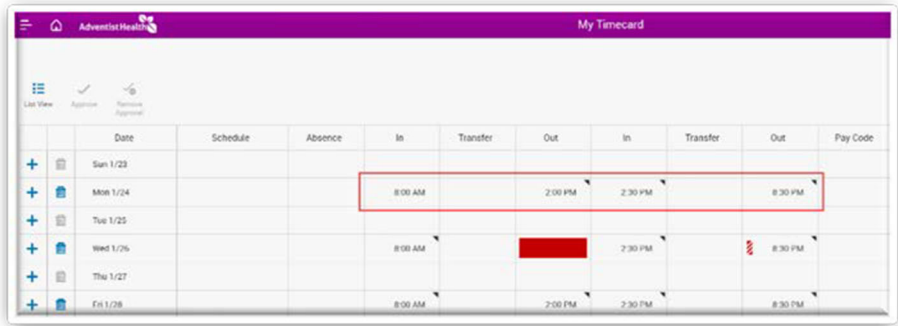 AdventistHealth My Timecard
List View Approve Remove
Approval
Date Schedule Absence In Transfer Out In Transfer Out Pay Code
Sun 1/23
Mon 1/24 8:00 AM 2:00 PM 2:30 PM 8:30 PM
Tue 1/25
Wed 1/26 8:00 AM 2:30 PM 8:30 PM
Thu 1/27
Fri 1/28 8:00 AM 2:00 PM 2:30 PM 8:30 PM